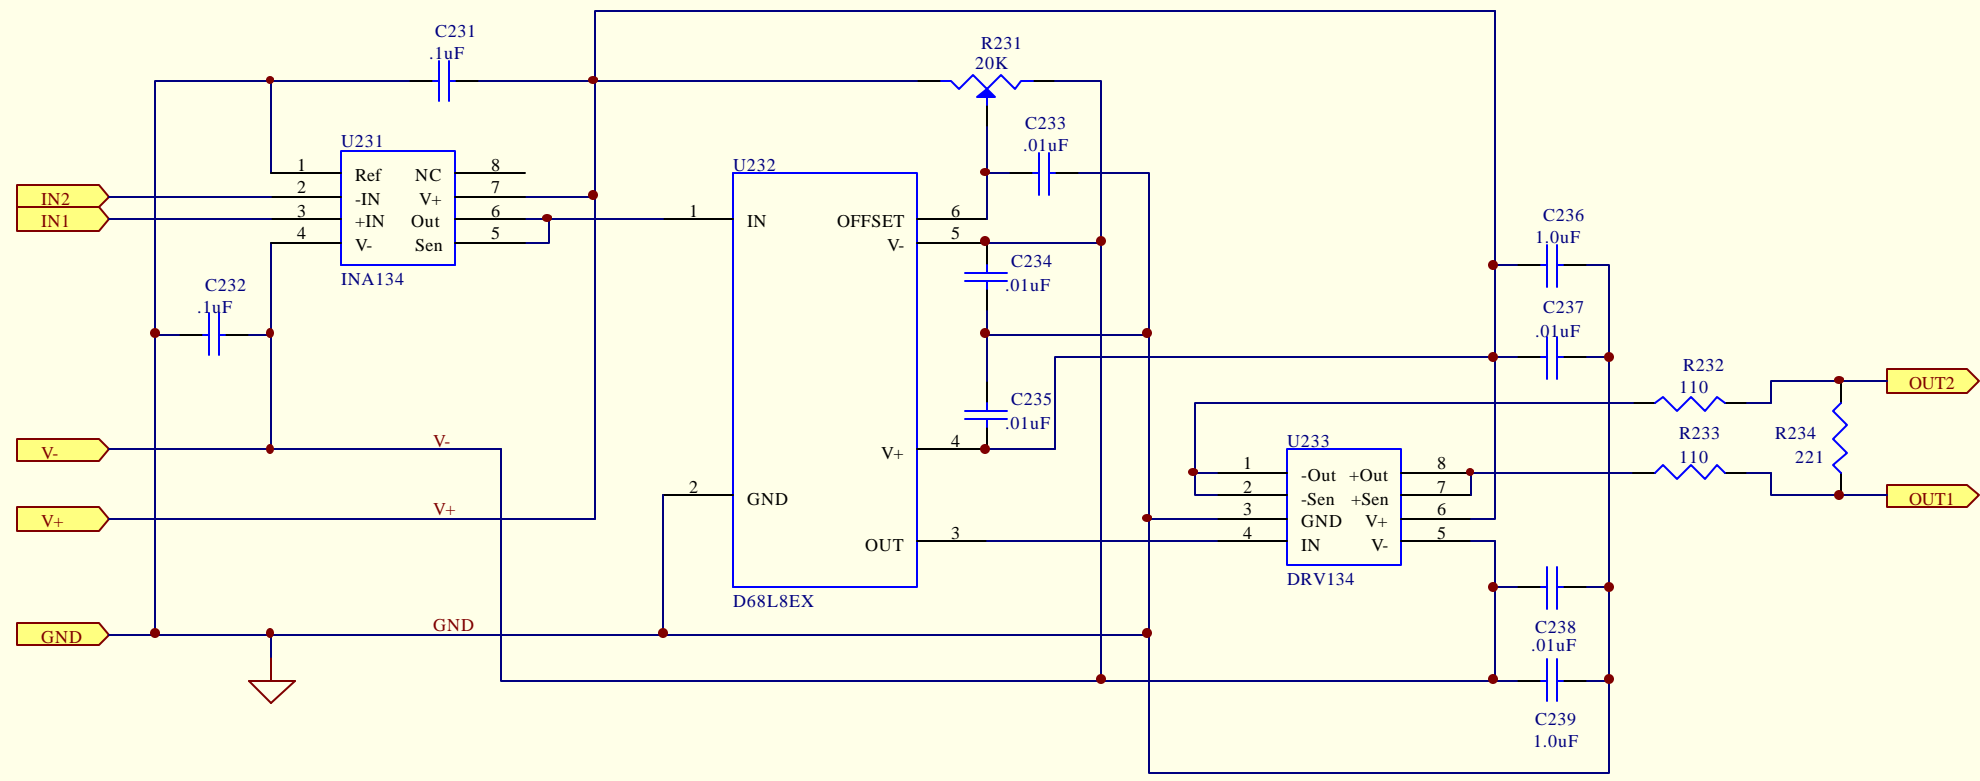 C231
.1uF
R231
20K
C233
.01uF
U231
1
Ref
NC
8
2
-IN
V+
7
3
+IN
Out
6
4
V-
Sen
5
INA134
IN2
IN1
C232
.1uF
U232
1
IN
OFFSET
6
V-
5
C234
.01uF
C235
.01uF
V+
4
2
GND
OUT
3
D68L8EX
C236
1.0uF
C237
.01uF
R232
110
OUT2
R233
110
R234
221
OUT1
U233
1
-Out
+Out
8
2
-Sen
+Sen
7
3
GND
V+
6
4
IN
V-
5
DRV134
V-
V-
V+
V+
GND
GND
C238
.01uF
C239
1.0uF